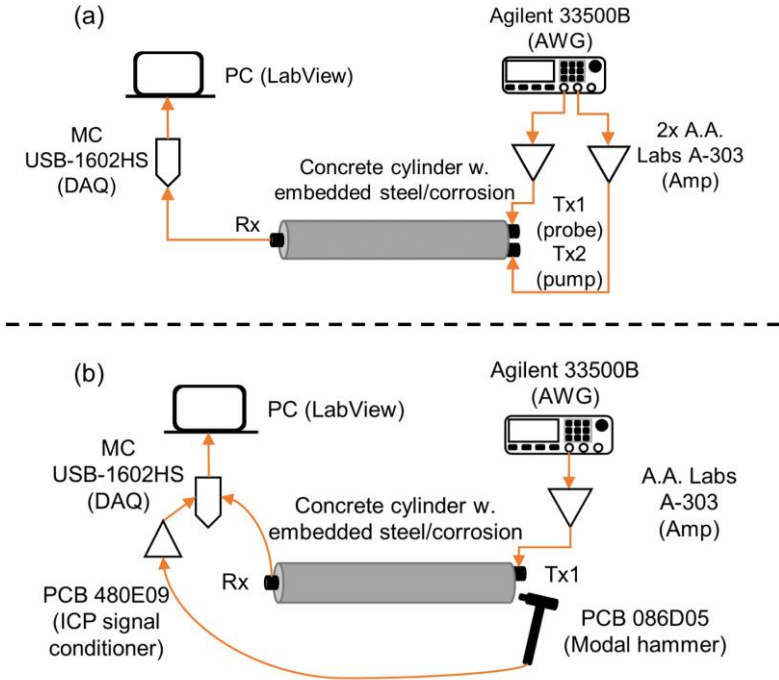 (a)
Agilent 33500B
(AWG)
PC (LabView)
MC
USB-1602HS
(DAQ)
2x A.A.
Labs A-303
(Amp)
Concrete cylinder w.
embedded steel/corrosion
Rx
Tx1
(probe)
Tx2
(pump)
(b)
Agilent 33500B
(AWG)
PC (LabView)
MC
USB-1602HS
(DAQ)
A.A. Labs
A-303
(Amp)
Concrete cylinder w.
embedded steel/corrosion
Rx
Tx1
PCB 480E09
(ICP signal
conditioner)
PCB 086D05
(Modal hammer)